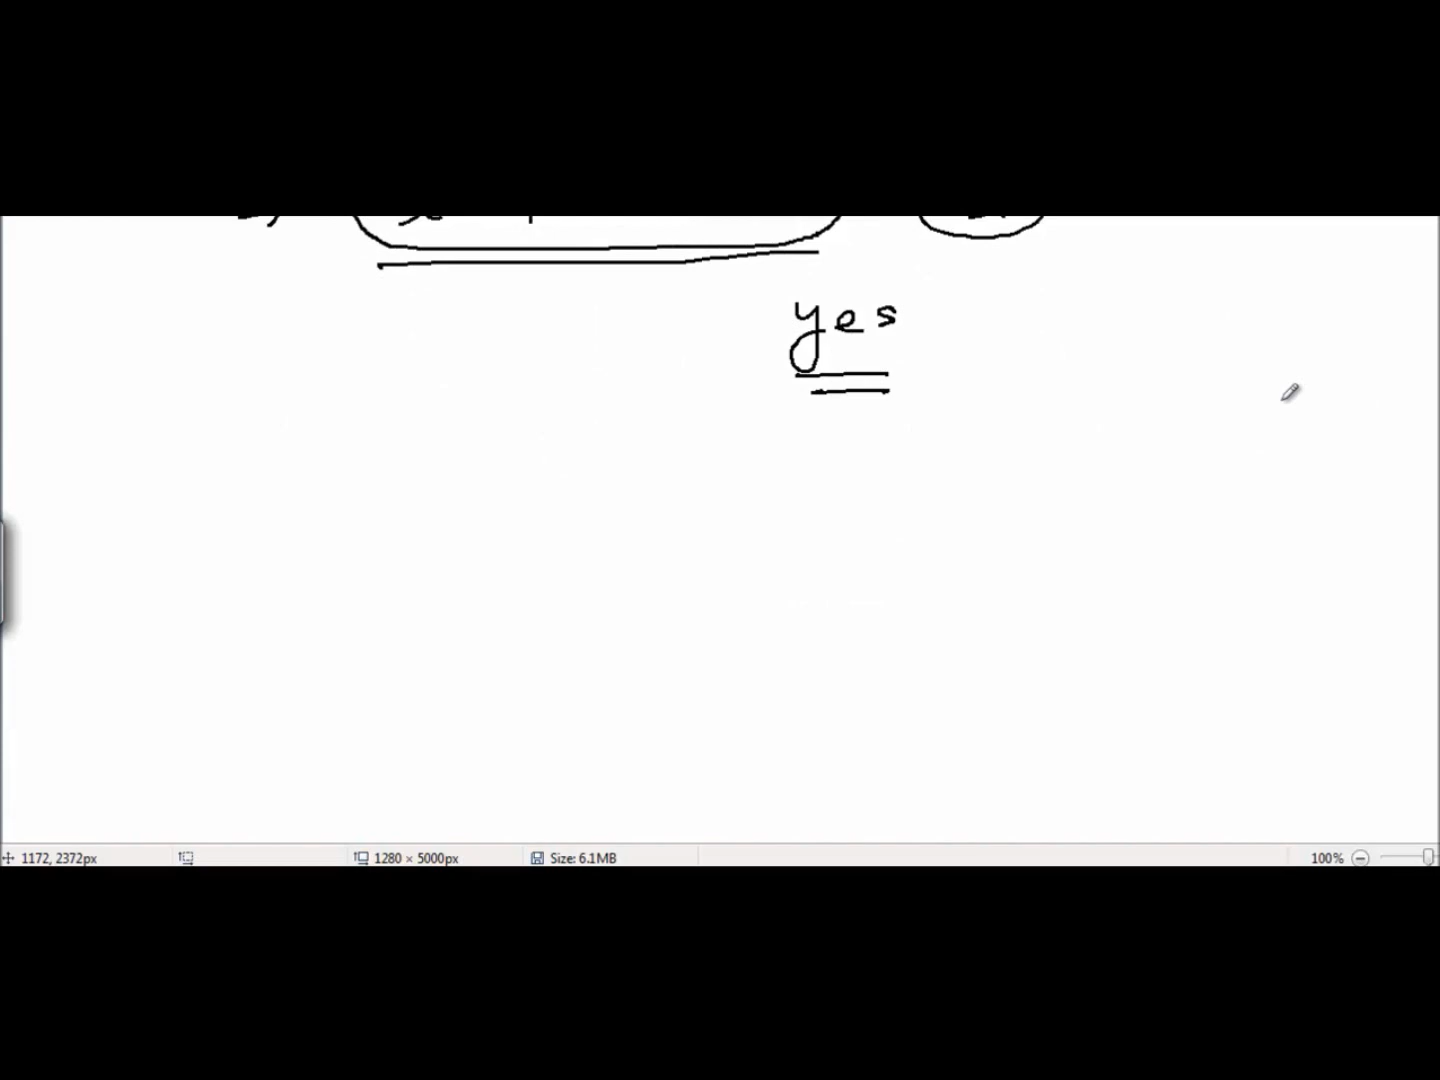 yes
1172, 2372px 1280 × 5000px Size: 6.1MB 100%